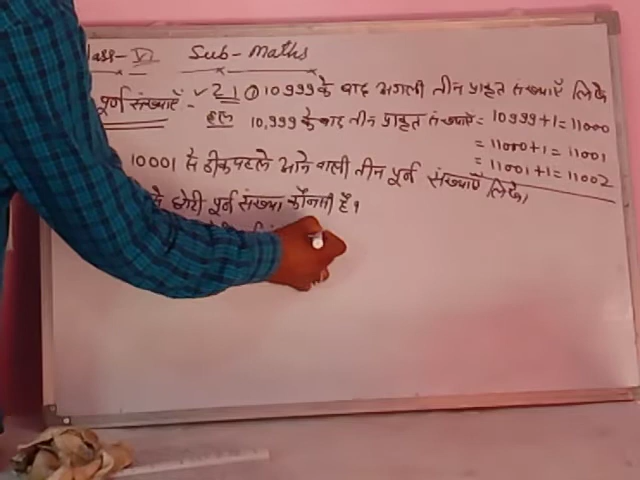 lass- VI Sub- Maths
पूर्ण संख्याएँ - 2.1 ① 10,999 के बाद अगली तीन प्राकृत संख्याएँ लिखें
हल 10,999 के बाद तीन प्राकृत संख्याएँ = 10999+1=11000
= 11000+1=11001
= 11001+1=11002
10001 से ठीक पहले आने वाली तीन पूर्ण संख्याएँ लिखें।
छोटी पूर्ण संख्या कौनसी है।